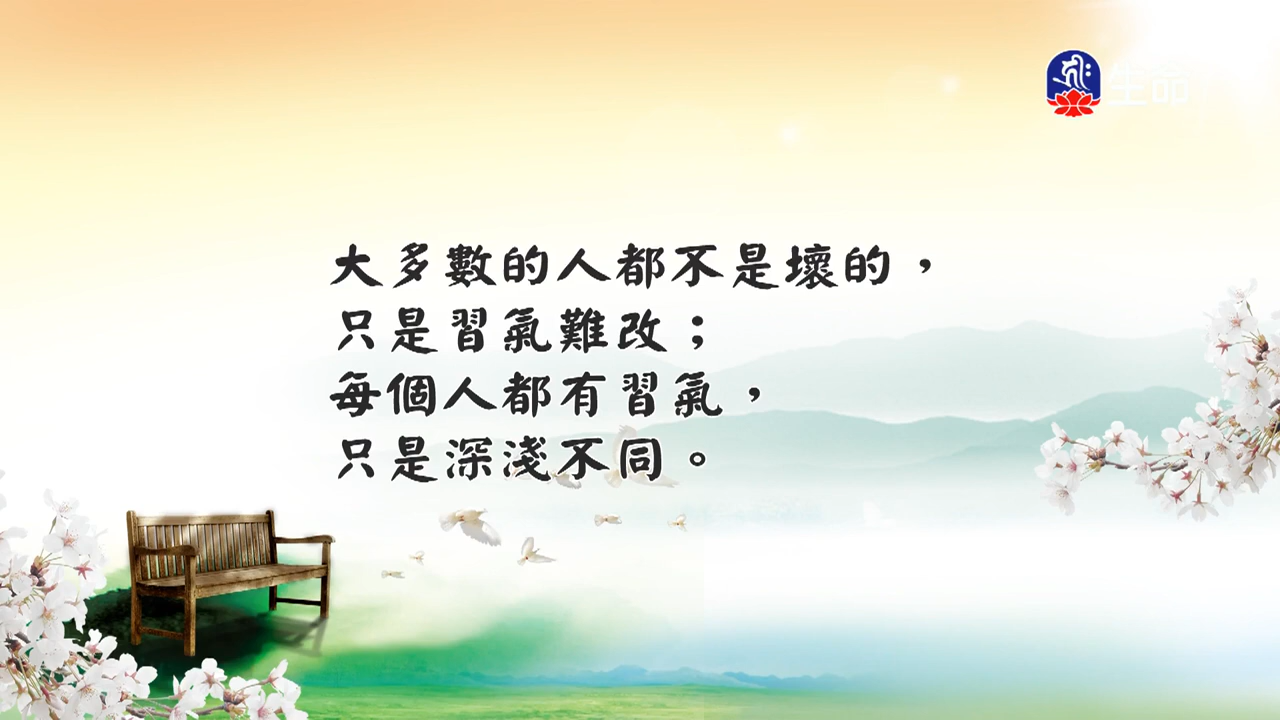 生命
大多數的人都不是壞的，
只是習氣難改；
每個人都有習氣，
只是深淺不同。